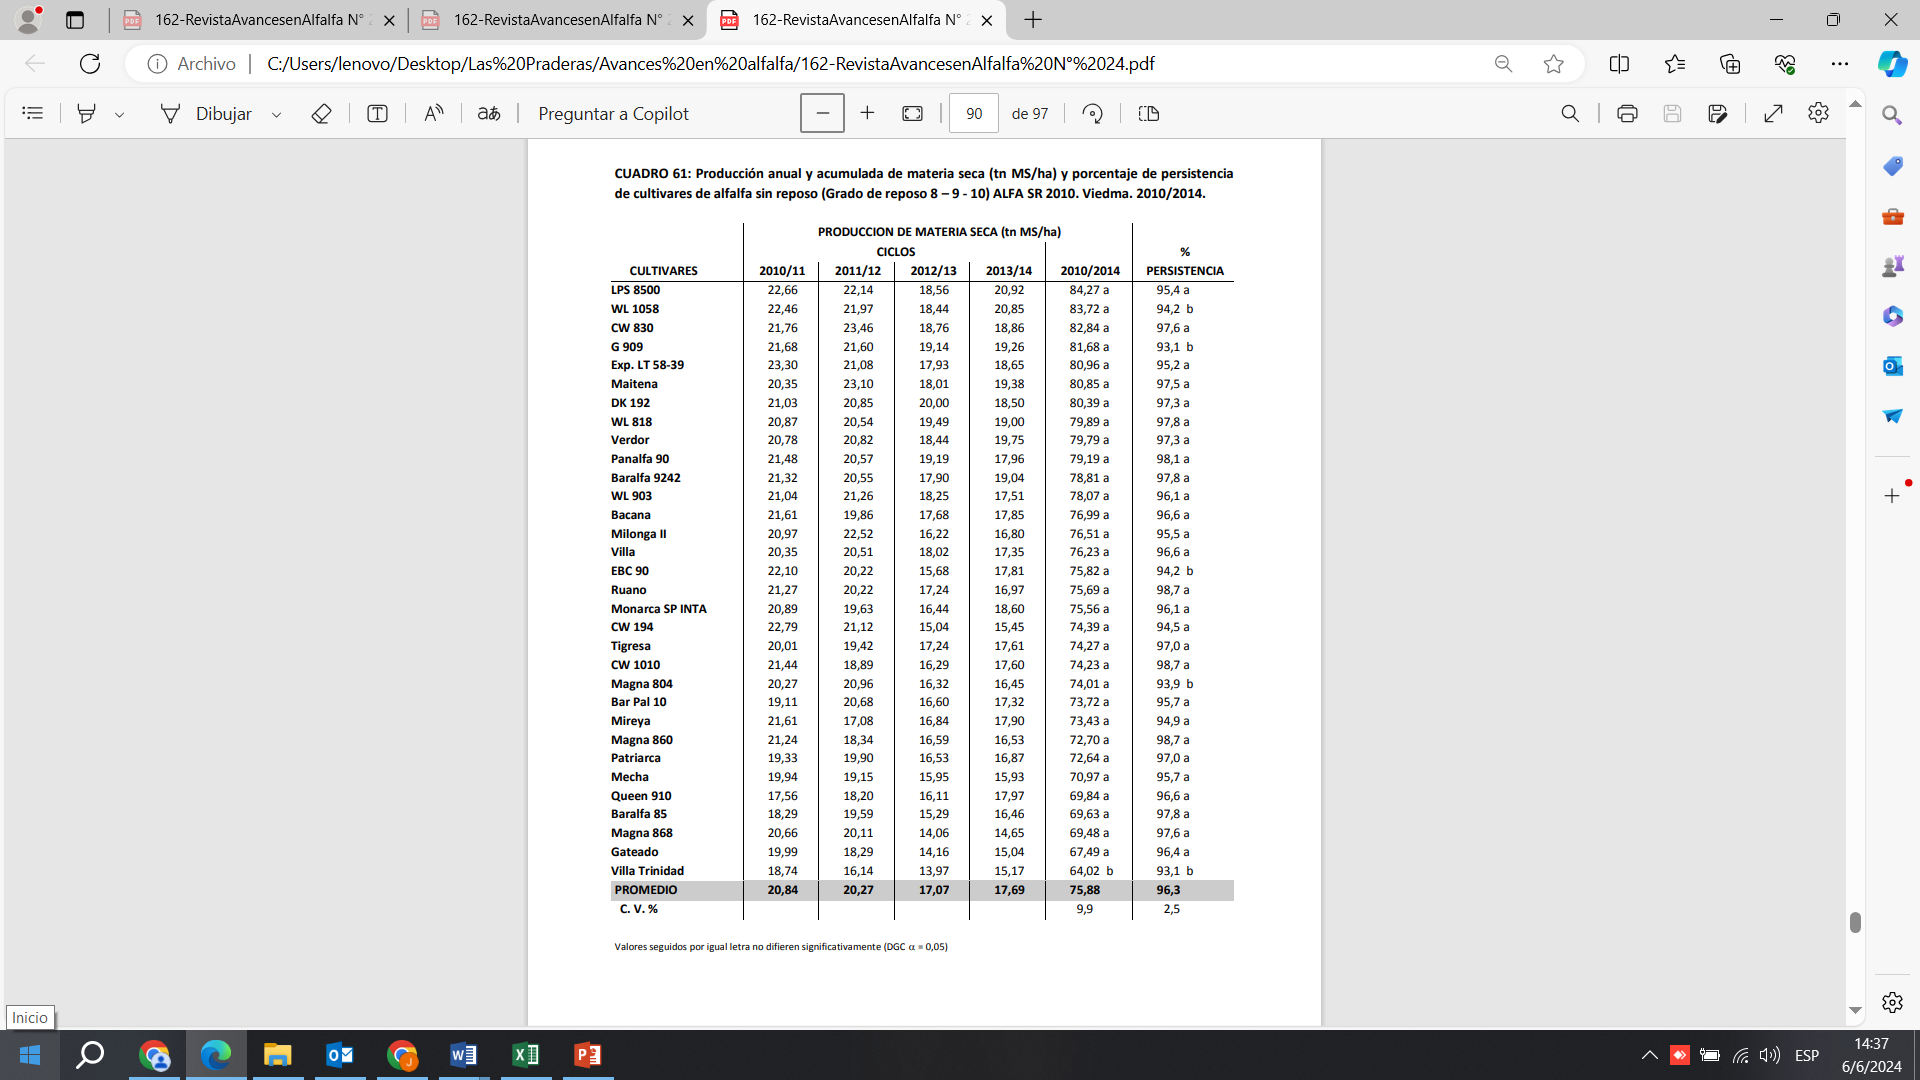 162-RevistaAvancesenAlfalfa N°
162-RevistaAvancesenAlfalfa N°
162-RevistaAvancesenAlfalfa N°
Archivo
C:/Users/lenovo/Desktop/Las%20Praderas/Avances%20en%20alfalfa/162-RevistaAvancesenAlfalfa%20N°%2024.pdf
Dibujar
Preguntar a Copilot
90 de 97
CUADRO 61: Producción anual y acumulada de materia seca (tn MS/ha) y porcentaje de persistencia
de cultivares de alfalfa sin reposo (Grado de reposo 8 – 9 - 10) ALFA SR 2010. Viedma. 2010/2014.
PRODUCCION DE MATERIA SECA (tn MS/ha)
CICLOS %
CULTIVARES 2010/11 2011/12 2012/13 2013/14 2010/2014 PERSISTENCIA
LPS 8500 22,66 22,14 18,56 20,92 84,27 a 95,4 a
WL 1058 22,46 21,97 18,44 20,85 83,72 a 94,2 b
CW 830 21,76 23,46 18,76 18,86 82,84 a 97,6 a
G 909 21,68 21,60 19,14 19,26 81,68 a 93,1 b
Exp. LT 58-39 23,30 21,08 17,93 18,65 80,96 a 95,2 a
Maitena 20,35 23,10 18,01 19,38 80,85 a 97,5 a
DK 192 21,03 20,85 20,00 18,50 80,39 a 97,3 a
WL 818 20,87 20,54 19,49 19,00 79,89 a 97,8 a
Verdor 20,78 20,82 18,44 19,75 79,79 a 97,3 a
Panalfa 90 21,48 20,57 19,19 17,96 79,19 a 98,1 a
Baralfa 9242 21,32 20,55 17,90 19,04 78,81 a 97,8 a
WL 903 21,04 21,26 18,25 17,51 78,07 a 96,1 a
Bacana 21,61 19,86 17,68 17,85 76,99 a 96,6 a
Milonga II 20,97 22,52 16,22 16,80 76,51 a 95,5 a
Villa 20,35 20,51 18,02 17,35 76,23 a 96,6 a
EBC 90 22,10 20,22 15,68 17,81 75,82 a 94,2 b
Ruano 21,27 20,22 17,24 16,97 75,69 a 98,7 a
Monarca SP INTA 20,89 19,63 16,44 18,60 75,56 a 96,1 a
CW 194 22,79 21,12 15,04 15,45 74,39 a 94,5 a
Tigresa 20,01 19,42 17,24 17,61 74,27 a 97,0 a
CW 1010 21,44 18,89 16,29 17,60 74,23 a 98,7 a
Magna 804 20,27 20,96 16,32 16,45 74,01 a 93,9 b
Bar Pal 10 19,11 20,68 16,60 17,32 73,72 a 95,7 a
Mireya 21,61 17,08 16,84 17,90 73,43 a 94,9 a
Magna 860 21,24 18,34 16,59 16,53 72,70 a 98,7 a
Patriarca 19,33 19,90 16,53 16,87 72,64 a 97,0 a
Mecha 19,94 19,15 15,95 15,93 70,97 a 95,7 a
Queen 910 17,56 18,20 16,11 17,97 69,84 a 96,6 a
Baralfa 85 18,29 19,59 15,29 16,46 69,63 a 97,8 a
Magna 868 20,66 20,11 14,06 14,65 69,48 a 97,6 a
Gateado 19,99 18,29 14,16 15,04 67,49 a 96,4 a
Villa Trinidad 18,74 16,14 13,97 15,17 64,02 b 93,1 b
PROMEDIO 20,84 20,27 17,07 17,69 75,88 96,3
C. V. % 9,9 2,5
Valores seguidos por igual letra no difieren significativamente (DGC α = 0,05)
Inicio
ESP
14:37
6/6/2024